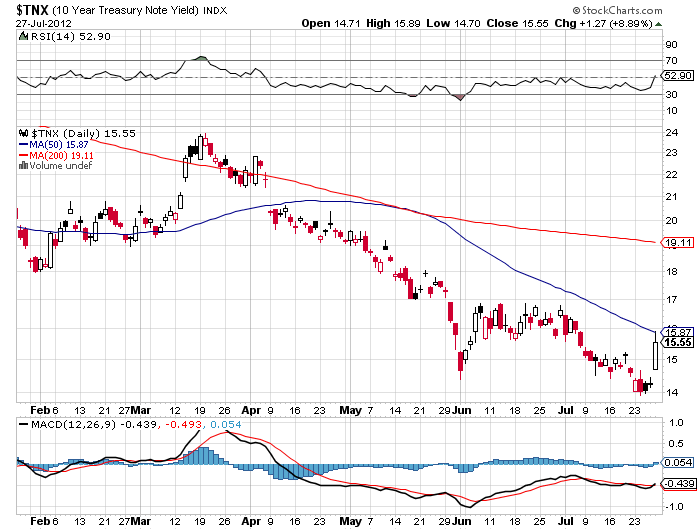 $TNX (10 Year Treasury Note Yield) INDX © StockCharts.com
27-Jul-2012 Open 14.71 High 15.89 Low 14.70 Close 15.55 Chg +1.27 (+8.89%)
RSI(14) 52.90
90
70
52.90
30
10
$TNX (Daily) 15.55
MA(50) 15.87
MA(200) 19.11
Volume undef
24
23
22
21
20
19.11
18
17
16
15.87
15.55
15
14
Feb 6 13 21 27 Mar 12 19 26 Apr 9 16 23 May 7 14 21 29 Jun 11 18 25 Jul 9 16 23
MACD(12,26,9) -0.439, -0.493, 0.054
1.0
0.5
0.054
-0.439
-1.0
Feb 6 13 21 27 Mar 12 19 26 Apr 9 16 23 May 7 14 21 29 Jun 11 18 25 Jul 9 16 23